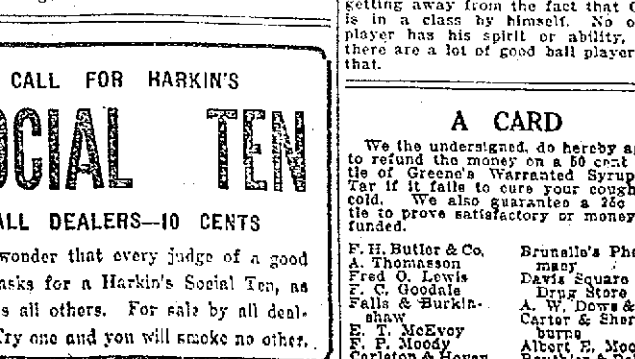 CALL FOR HARKIN'S
OCIAL TEN
ALL DEALERS—10 CENTS
wonder that every judge of a good
asks for a Harkin's Social Ten, as
s all others. For sale by all deal-
Try one and you will smoke no other.
getting away from the fact that
is in a class by himself. No o
player has his spirit or ability,
there are a lot of good ball player
that.
A CARD
We the undersigned, do hereby a
to refund the money on a 50 cent
tle of Greene's Warranted Syrup
Tar if it fails to cure your cough
cold. We also guarantee a 25c
tle to prove satisfactory or money
funded.
F. H. Butler & Co.
A. Thomasson
Fred O. Lewis
F. C. Goodale
Falls & Burkin-
shaw
E. T. McEvoy
F. P. Moody
Carleton & Hovey
Brunelle's Ph
macy
Davis Square
Drug Store
A. W. Dows &
Carter & Sher
burne
Albert E. Moo